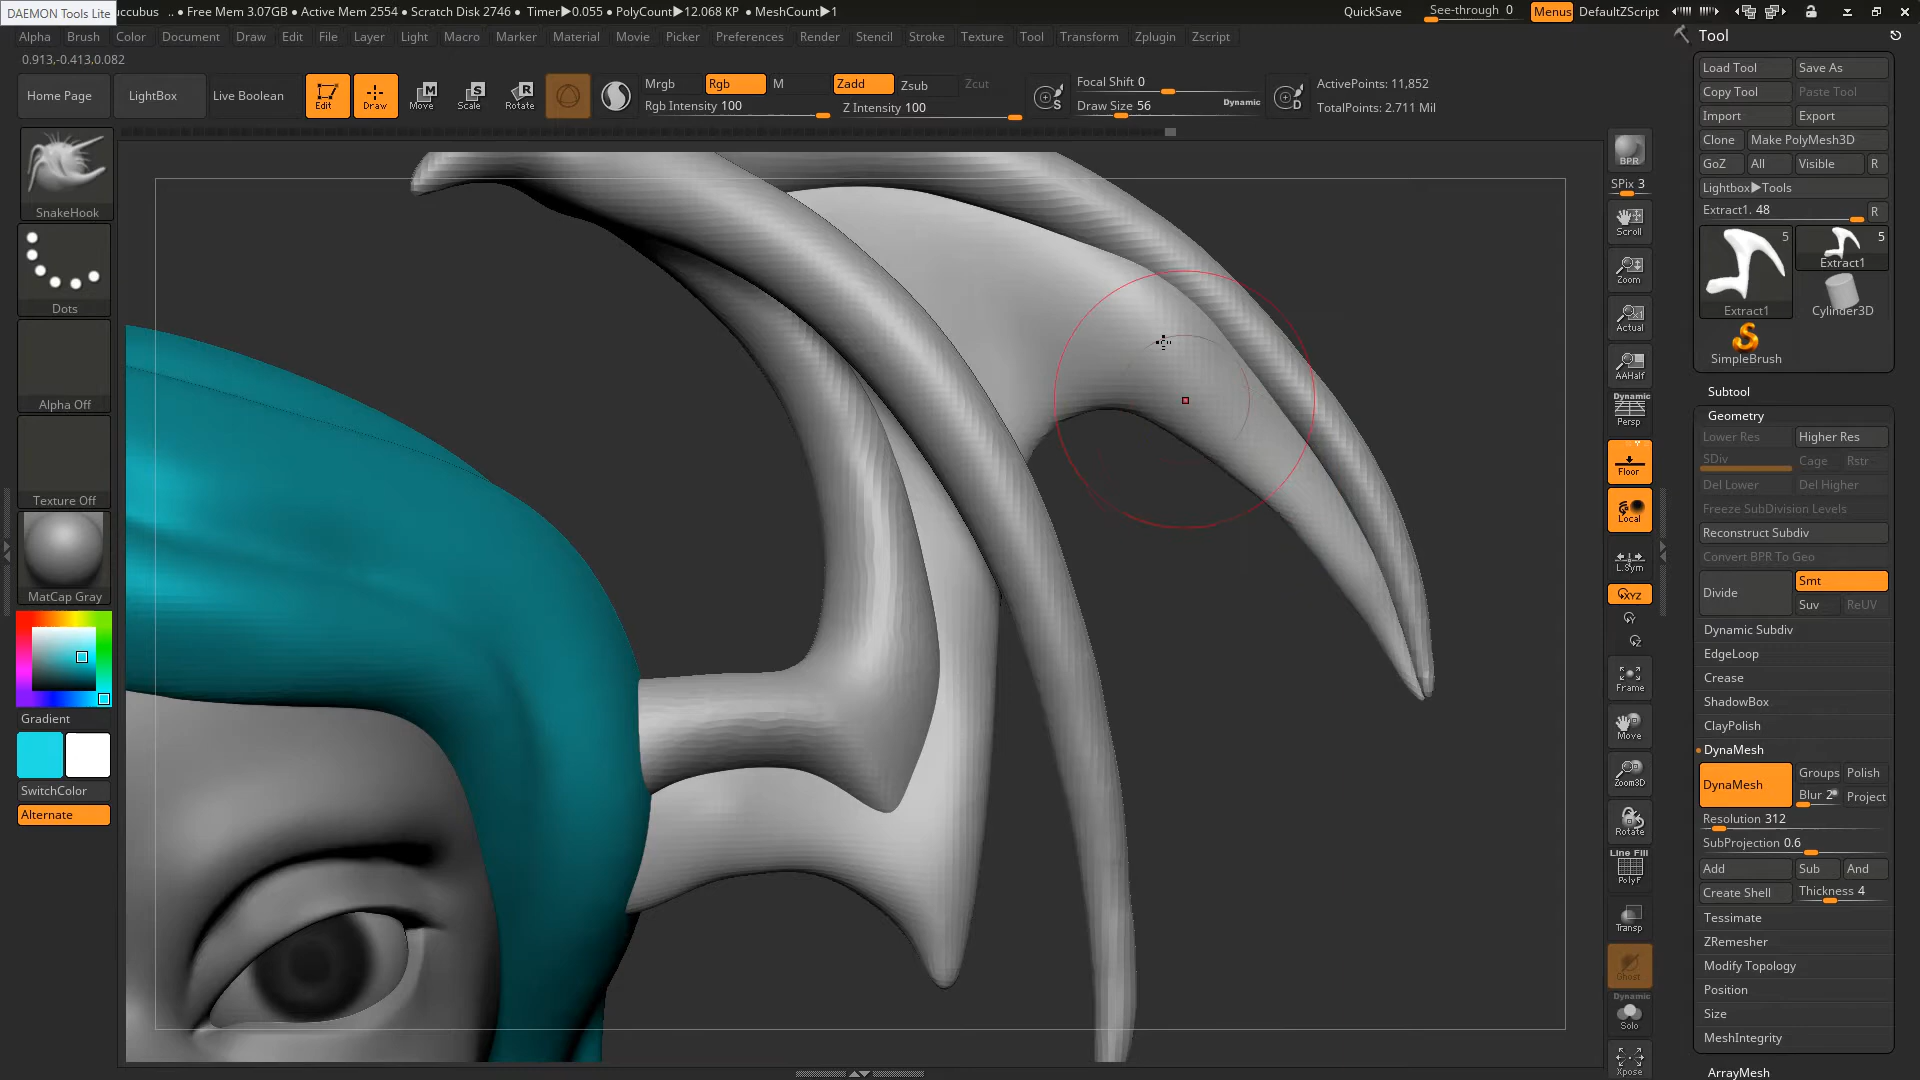 DAEMON Tools Lite
uccubus .. ● Free Mem 3.07GB ● Active Mem 2554 ● Scratch Disk 2746 ● Timer▶0.055 ● PolyCount▶12.068 KP ● MeshCount▶1
QuickSave See-through 0 Menus DefaultZScript
Alpha Brush Color Document Draw Edit File Layer Light Macro Marker Material Movie Picker Preferences Render Stencil Stroke Texture Tool Transform Zplugin Zscript
0.913,-0.413,0.082
Home Page LightBox Live Boolean Edit Draw Move Scale Rotate
Mrgb Rgb M Zadd Zsub Zcut
Rgb Intensity 100 Z Intensity 100
S Focal Shift 0
Draw Size 56 Dynamic D
ActivePoints: 11,852
TotalPoints: 2.711 Mil
SnakeHook
Dots
Alpha Off
Texture Off
MatCap Gray
Gradient
SwitchColor
Alternate
BPR
SPix 3
Scroll
Zoom
Actual
AAHalf
Dynamic
Persp
Floor
Local
L.Sym
XYZ
Y
Z
Frame
Move
Zoom3D
Rotate
Line Fill
PolyF
Transp
Ghost
Dynamic
Solo
Xpose
Tool
Load Tool Save As
Copy Tool Paste Tool
Import Export
Clone Make PolyMesh3D
GoZ All Visible R
Lightbox▶Tools
Extract1. 48 R
5 5
Extract1
Extract1 Cylinder3D
SimpleBrush
Subtool
Geometry
Lower Res Higher Res
SDiv Cage Rstr
Del Lower Del Higher
Freeze SubDivision Levels
Reconstruct Subdiv
Convert BPR To Geo
Divide Smt
Suv ReUV
Dynamic Subdiv
EdgeLoop
Crease
ShadowBox
ClayPolish
DynaMesh
DynaMesh Groups Polish
Blur 2 Project
Resolution 312
SubProjection 0.6
Add Sub And
Create Shell Thickness 4
Tessimate
ZRemesher
Modify Topology
Position
Size
MeshIntegrity
ArrayMesh